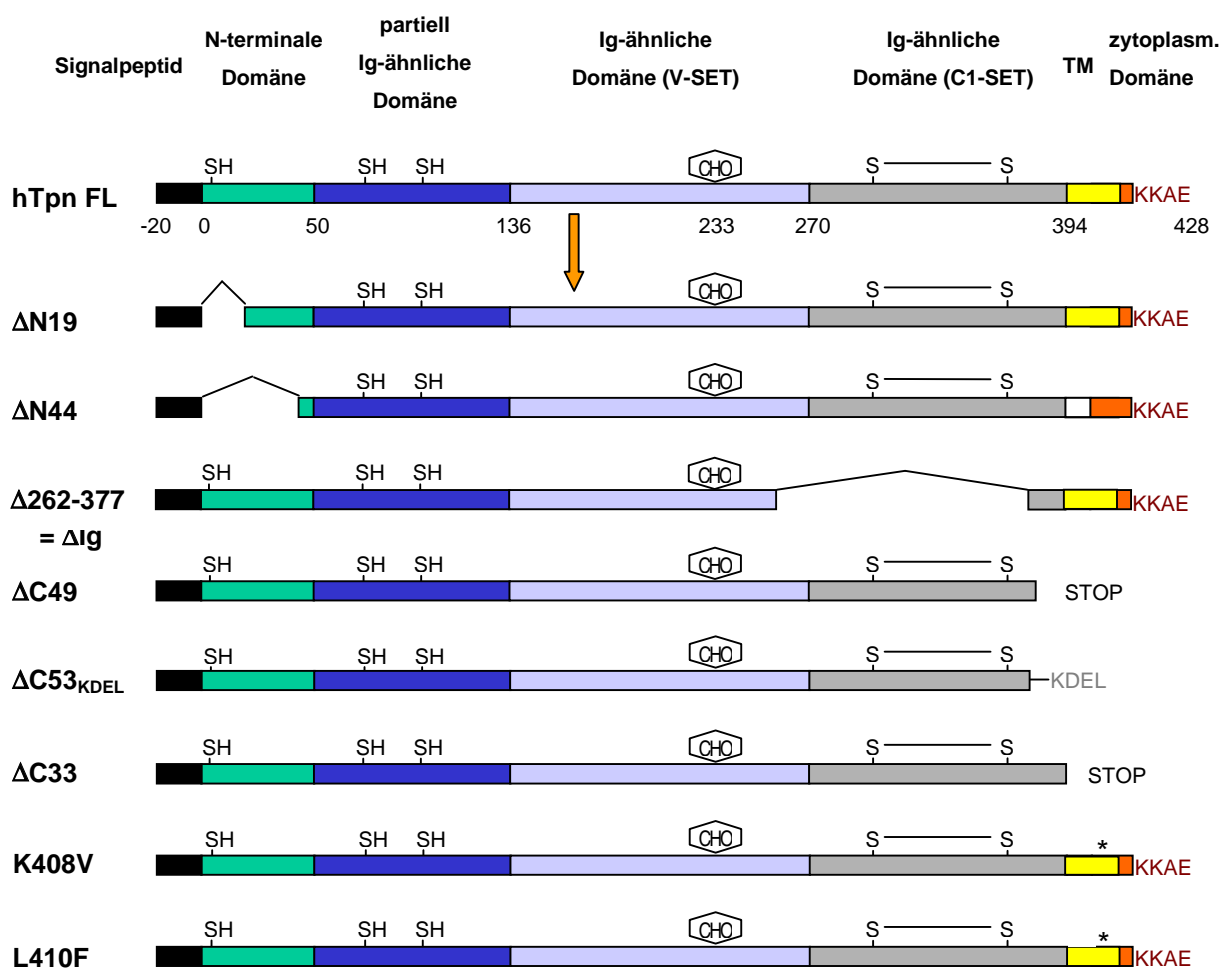 Signalpeptid
N-terminale
Domäne
partiell
Ig-ähnliche
Domäne
Ig-ähnliche
Domäne (V-SET)
Ig-ähnliche
Domäne (C1-SET)
TM
zytoplasm.
Domäne
hTpn FL
SH SH SH CHO S S KKAE
-20 0 50 136 233 270 394 428
ΔN19
SH SH CHO S S KKAE
ΔN44
SH SH CHO S S KKAE
Δ262-377
= ΔIg
SH SH SH CHO KKAE
ΔC49
SH SH SH CHO S S STOP
ΔC53KDEL
SH SH SH CHO S S KDEL
ΔC33
SH SH SH CHO S S STOP
K408V
SH SH SH CHO S S * KKAE
L410F
SH SH SH CHO S S * KKAE